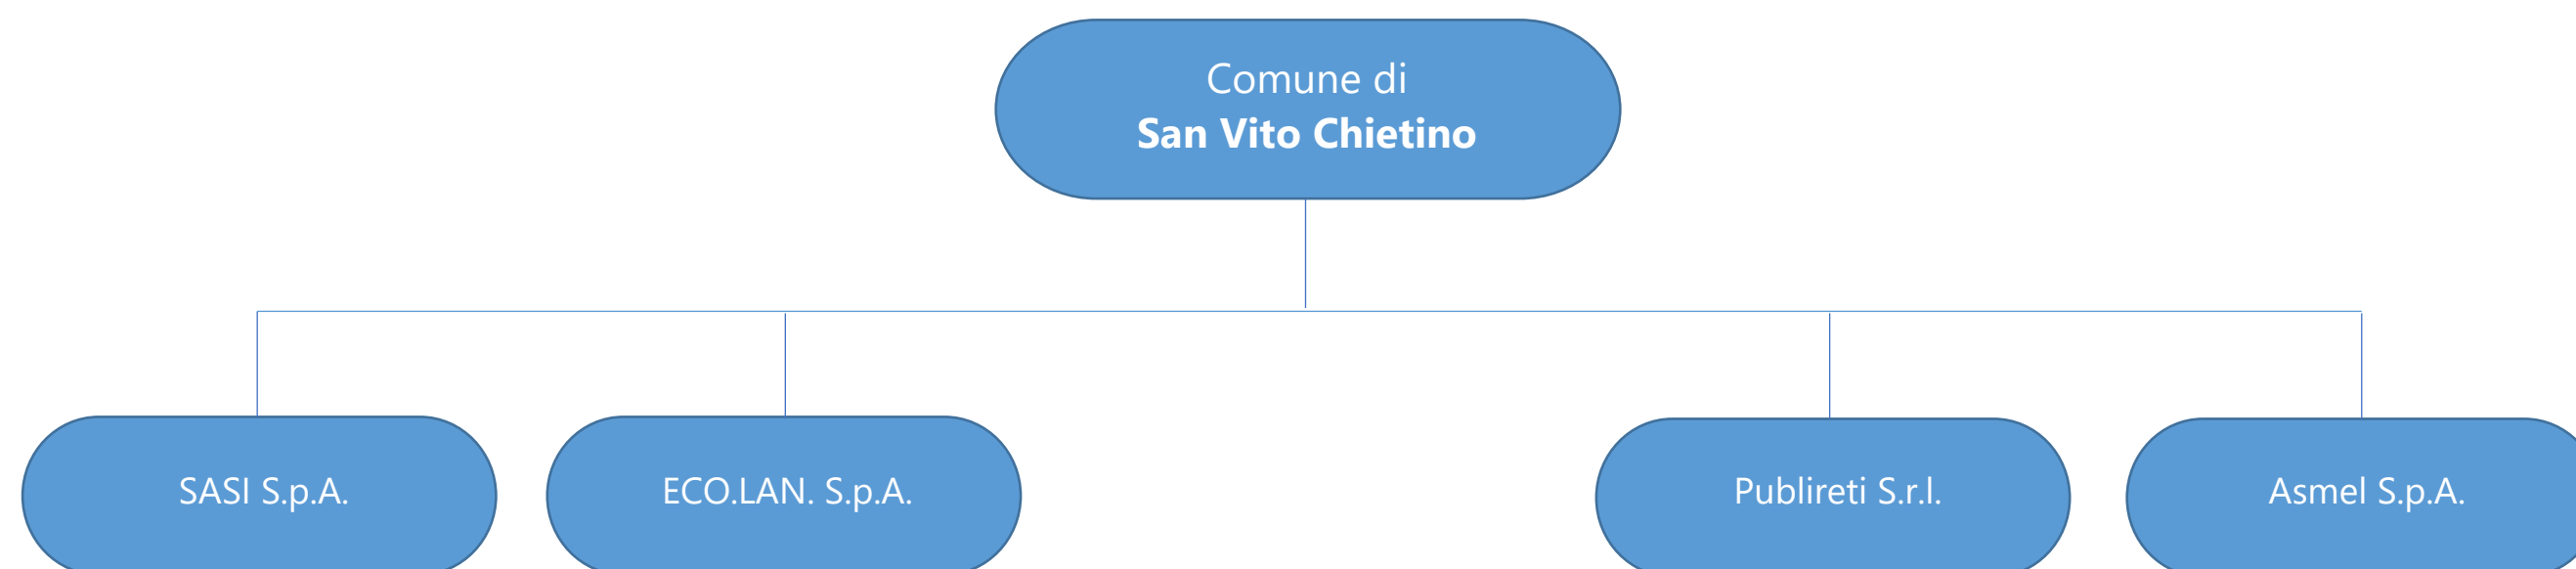 Comune di
San Vito Chietino
SASI S.p.A.
ECO.LAN. S.p.A.
Publireti S.r.l.
Asmel S.p.A.